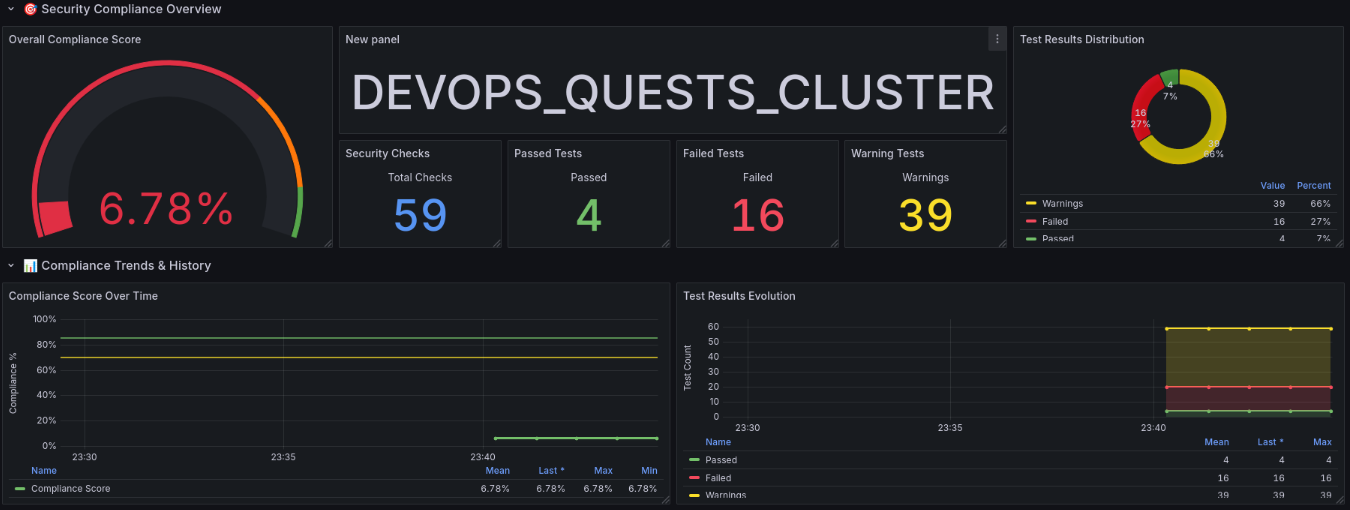 🎯 Security Compliance Overview
Overall Compliance Score
6.78%
New panel
DEVOPS_QUESTS_CLUSTER
Security Checks
Total Checks
59
Passed Tests
Passed
4
Failed Tests
Failed
16
Warning Tests
Warnings
39
Test Results Distribution
4
7%
16
27%
39
66%
Value Percent
Warnings 39 66%
Failed 16 27%
Passed 4 7%
📊 Compliance Trends & History
Compliance Score Over Time
Compliance %
100%
80%
60%
40%
20%
0%
23:30 23:35 23:40
Name Mean Last * Max Min
Compliance Score 6.78% 6.78% 6.78% 6.78%
Test Results Evolution
Test Count
60
50
40
30
20
10
0
23:30 23:35 23:40
Name Mean Last * Max
Passed 4 4 4
Failed 16 16 16
Warnings 39 39 39